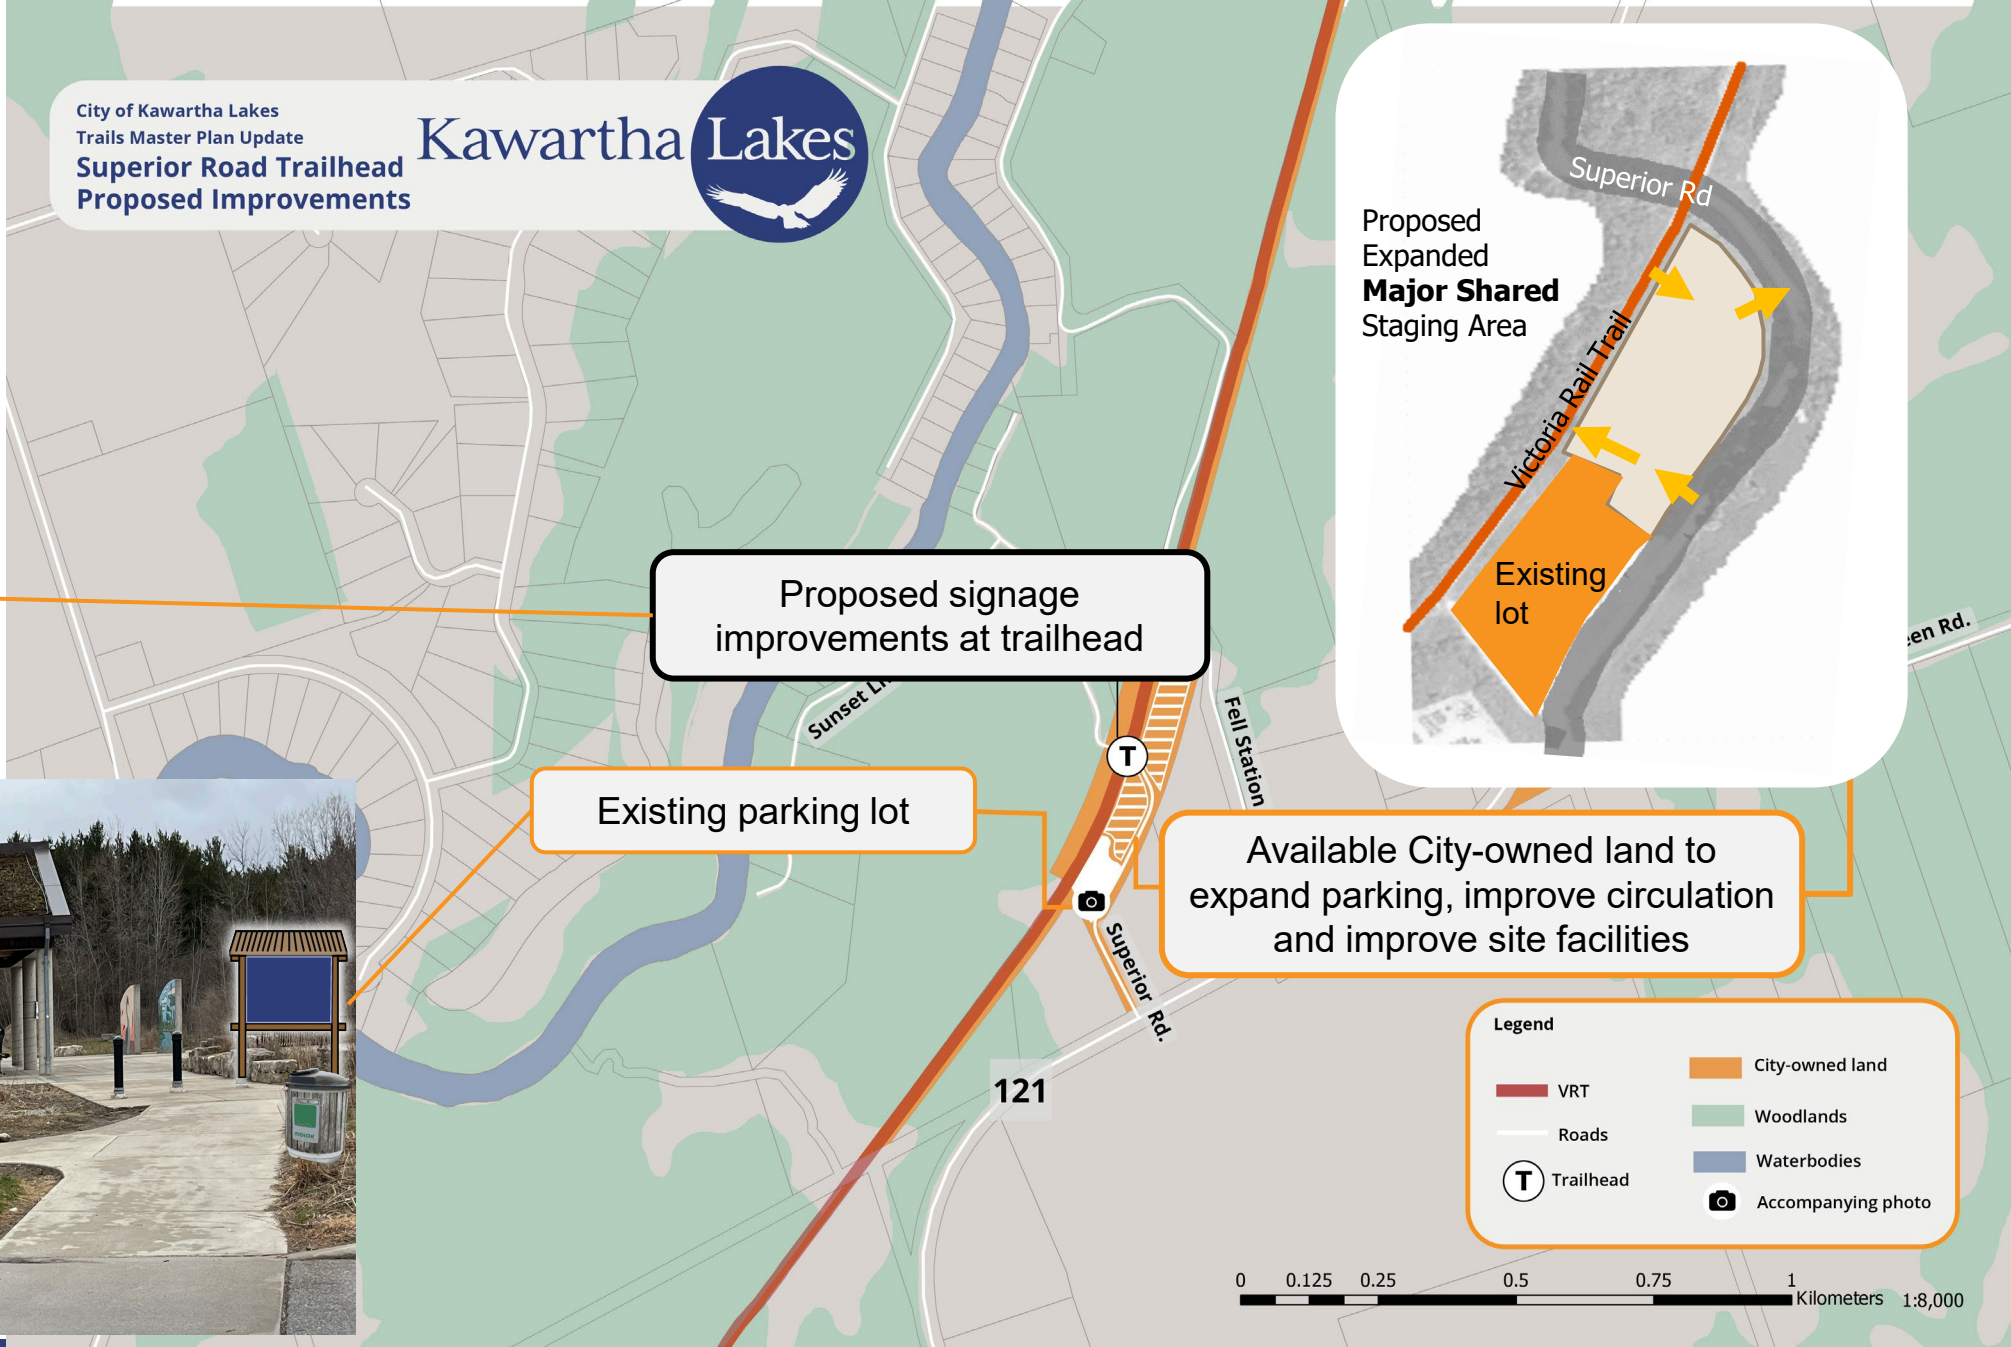 City of Kawartha Lakes
Trails Master Plan Update
Superior Road Trailhead
Proposed Improvements
Kawartha Lakes
Superior Rd
Proposed
Expanded
Major Shared
Staging Area
Victoria Rail Trail
Existing
lot
Proposed signage
improvements at trailhead
een Rd.
Sunset Ln
Fell Station
T
Existing parking lot
Available City-owned land to
expand parking, improve circulation
and improve site facilities
Superior Rd.
121
Legend
VRT
Roads
T Trailhead
City-owned land
Woodlands
Waterbodies
Accompanying photo
0 0.125 0.25 0.5 0.75 1
Kilometers 1:8,000